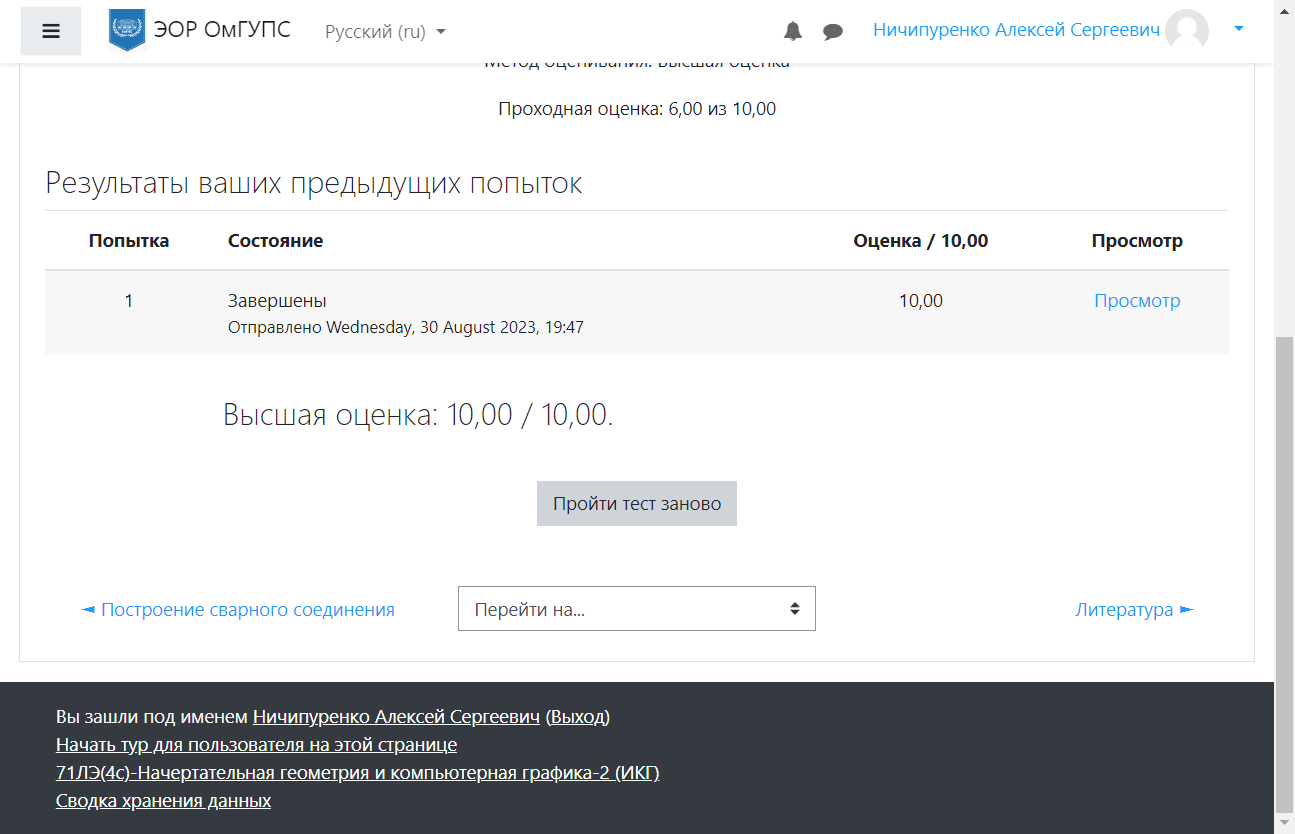 ЭОР ОмГУПС
Русский (ru)
Ничипуренко Алексей Сергеевич
Метод оценивания: Высшая оценка
Проходная оценка: 6,00 из 10,00
Результаты ваших предыдущих попыток
Попытка Состояние Оценка / 10,00 Просмотр
1 Завершены 10,00 Просмотр
Отправлено Wednesday, 30 August 2023, 19:47
Высшая оценка: 10,00 / 10,00.
Пройти тест заново
◄ Построение сварного соединения
Перейти на...
Литература ►
Вы зашли под именем Ничипуренко Алексей Сергеевич (Выход)
Начать тур для пользователя на этой странице
71ЛЭ(4с)-Начертательная геометрия и компьютерная графика-2 (ИКГ)
Сводка хранения данных